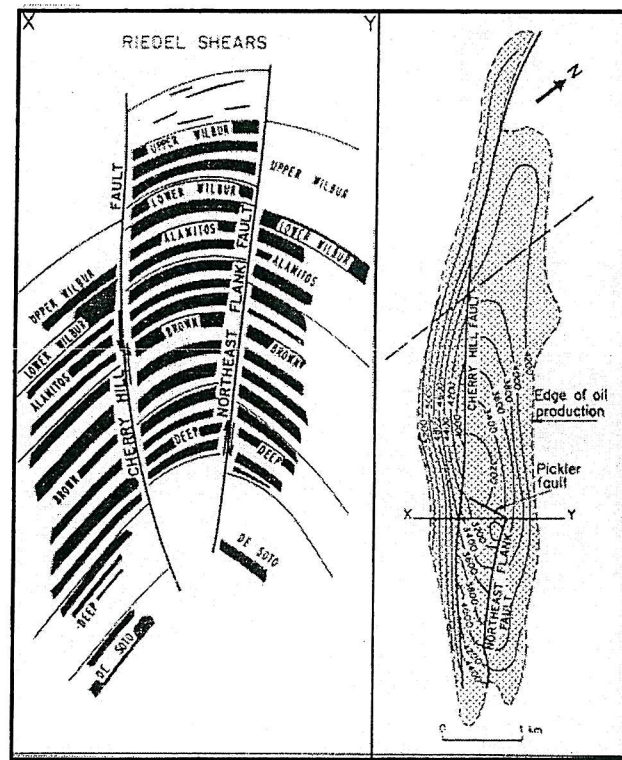 X
Y
RIEDEL SHEARS
UPPER WILBUR
LOWER WILBUR
ALAMITOS
BROWN
DEEP
CHERRY HILL FAULT
NORTHEAST FLANK FAULT
UPPER WILBUR
LOWER WILBUR
ALAMITOS
BROWN
DEEP
DE SOTO
UPPER WILBUR
LOWER WILBUR
ALAMITOS
BROWN
DEEP
DE SOTO
N
CHERRY HILL FAULT
4200
3200
Edge of oil
production
Pickler
fault
X
Y
NORTHEAST FLANK
FAULT
0
1 km